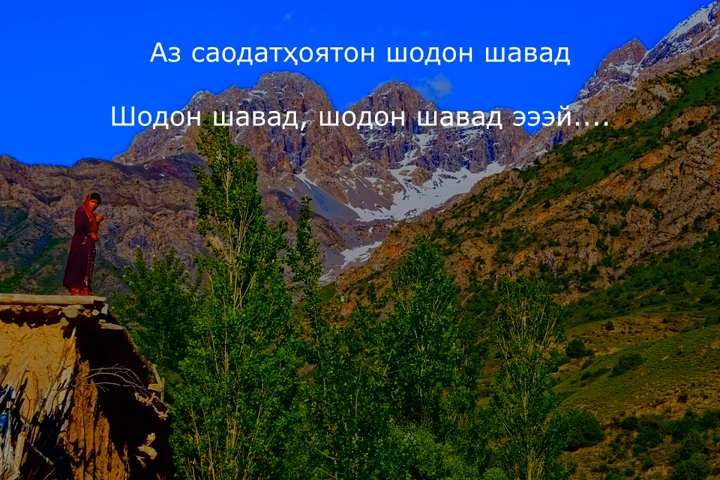 Аз саодатҳоятон шодон шавад
Шодон шавад, шодон шавад эээй....